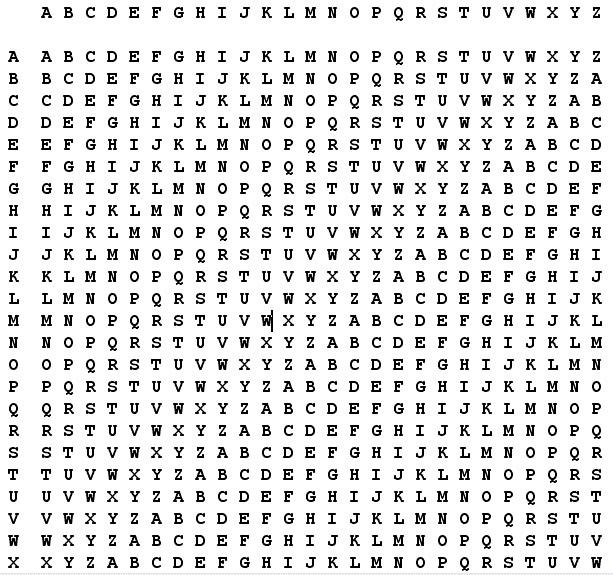 A B C D E F G H I J K L M N O P Q R S T U V W X Y Z
A A B C D E F G H I J K L M N O P Q R S T U V W X Y Z
B B C D E F G H I J K L M N O P Q R S T U V W X Y Z A
C C D E F G H I J K L M N O P Q R S T U V W X Y Z A B
D D E F G H I J K L M N O P Q R S T U V W X Y Z A B C
E E F G H I J K L M N O P Q R S T U V W X Y Z A B C D
F F G H I J K L M N O P Q R S T U V W X Y Z A B C D E
G G H I J K L M N O P Q R S T U V W X Y Z A B C D E F
H H I J K L M N O P Q R S T U V W X Y Z A B C D E F G
I I J K L M N O P Q R S T U V W X Y Z A B C D E F G H
J J K L M N O P Q R S T U V W X Y Z A B C D E F G H I
K K L M N O P Q R S T U V W X Y Z A B C D E F G H I J
L L M N O P Q R S T U V W X Y Z A B C D E F G H I J K
M M N O P Q R S T U V W X Y Z A B C D E F G H I J K L
N N O P Q R S T U V W X Y Z A B C D E F G H I J K L M
O O P Q R S T U V W X Y Z A B C D E F G H I J K L M N
P P Q R S T U V W X Y Z A B C D E F G H I J K L M N O
Q Q R S T U V W X Y Z A B C D E F G H I J K L M N O P
R R S T U V W X Y Z A B C D E F G H I J K L M N O P Q
S S T U V W X Y Z A B C D E F G H I J K L M N O P Q R
T T U V W X Y Z A B C D E F G H I J K L M N O P Q R S
U U V W X Y Z A B C D E F G H I J K L M N O P Q R S T
V V W X Y Z A B C D E F G H I J K L M N O P Q R S T U
W W X Y Z A B C D E F G H I J K L M N O P Q R S T U V
X X Y Z A B C D E F G H I J K L M N O P Q R S T U V W